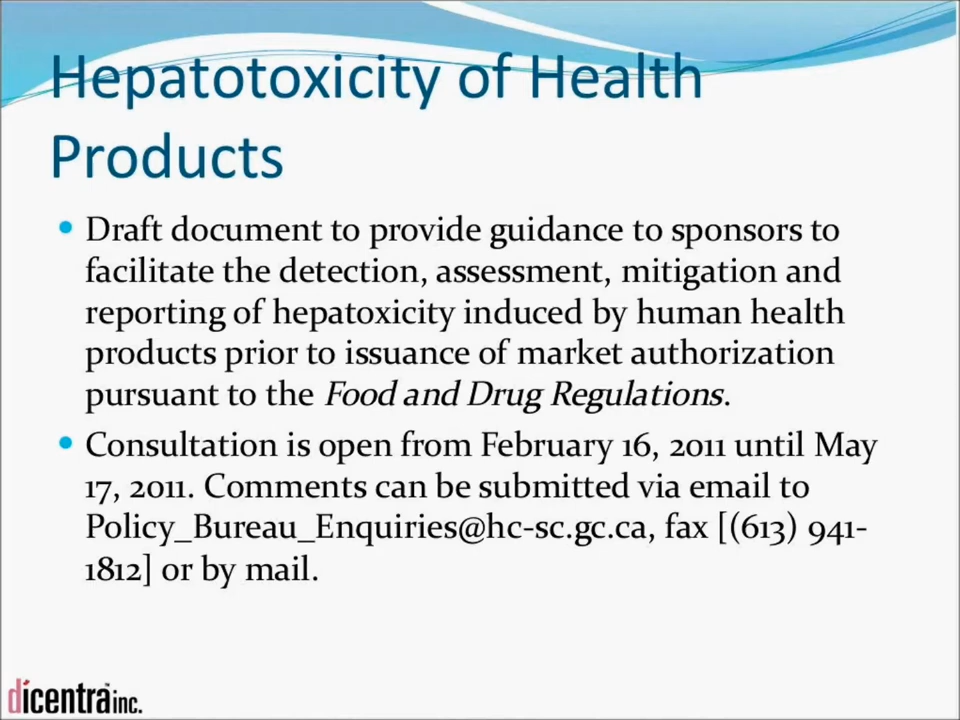 Hepatotoxicity of Health
Products
• Draft document to provide guidance to sponsors to
facilitate the detection, assessment, mitigation and
reporting of hepatoxicity induced by human health
products prior to issuance of market authorization
pursuant to the Food and Drug Regulations.
• Consultation is open from February 16, 2011 until May
17, 2011. Comments can be submitted via email to
Policy_Bureau_Enquiries@hc-sc.gc.ca, fax [(613) 941-
1812] or by mail.
dicentra™ inc.